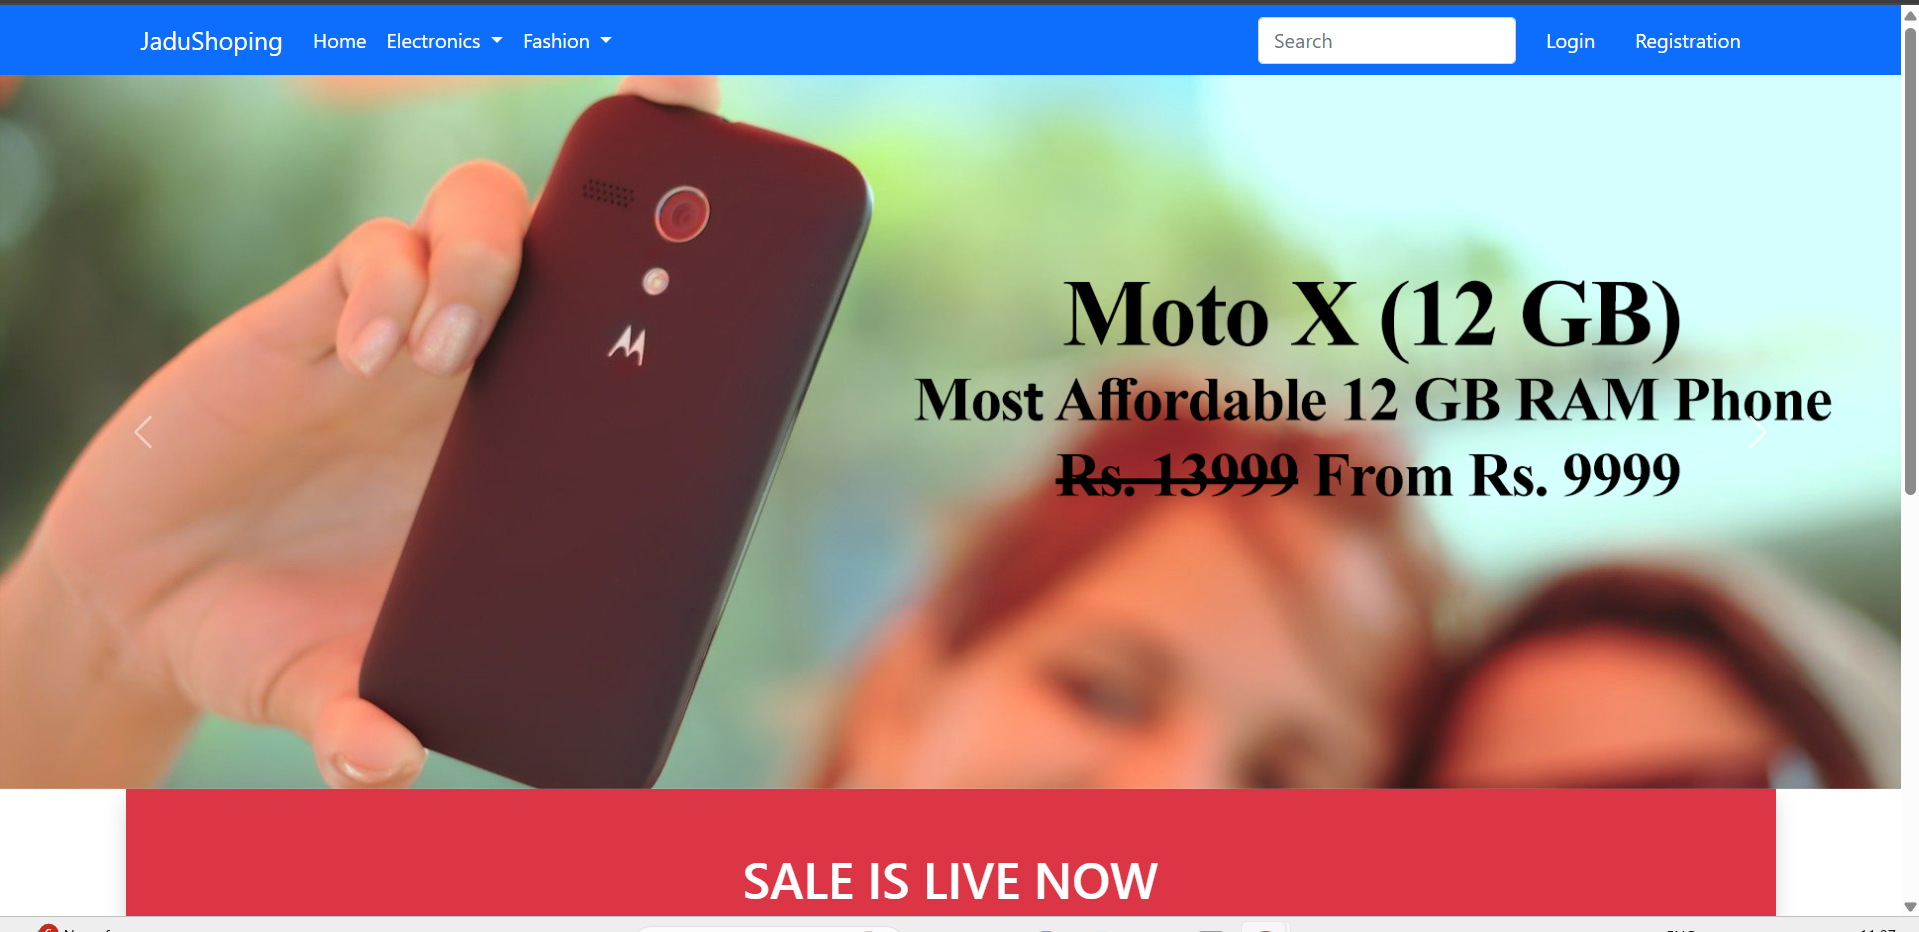 JaduShoping Home Electronics Fashion Search Login Registration
Moto X (12 GB)
Most Affordable 12 GB RAM Phone
Rs. 13999 From Rs. 9999
SALE IS LIVE NOW